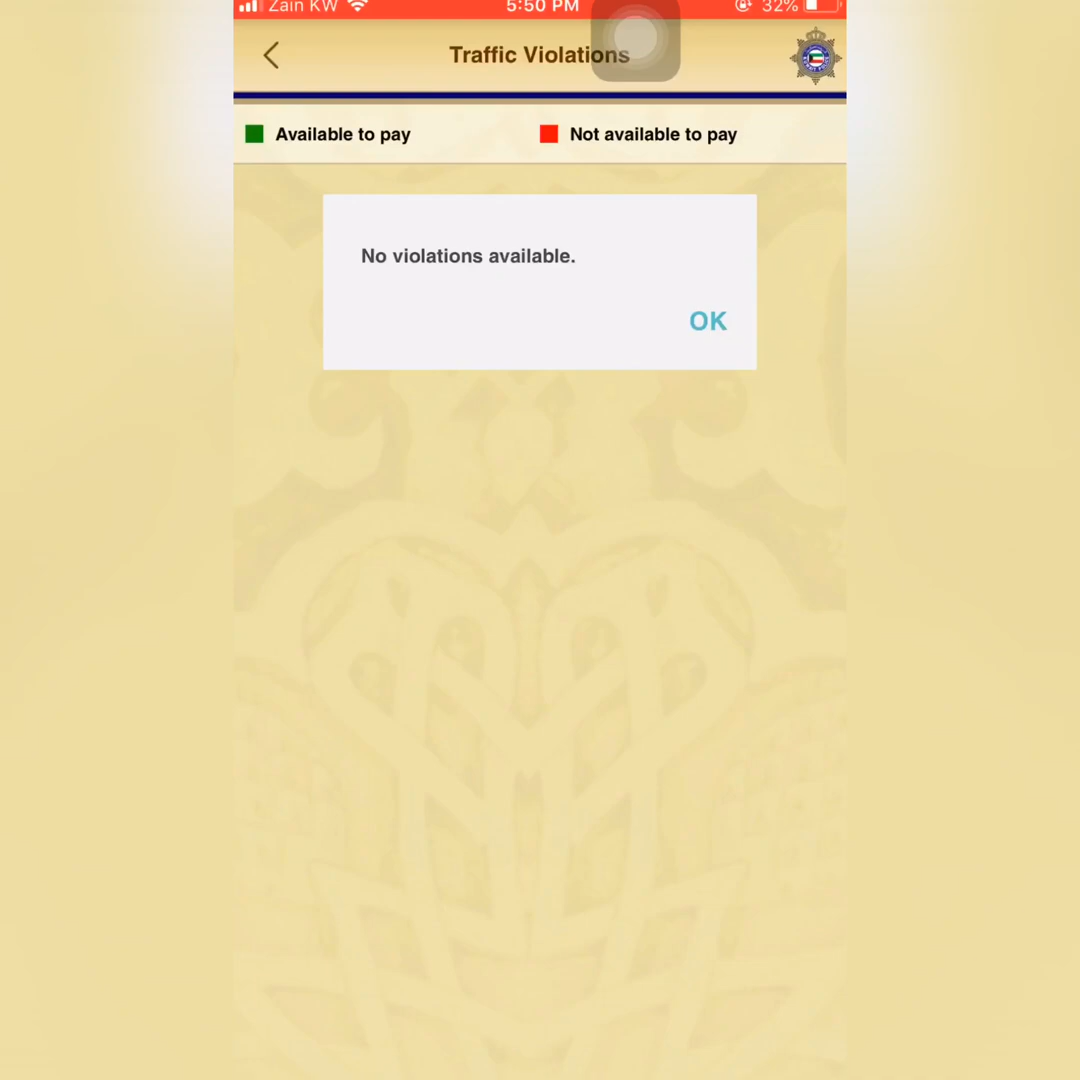 Zain KW 5:50 PM 32%
Traffic Violations
Available to pay Not available to pay
No violations available.
OK